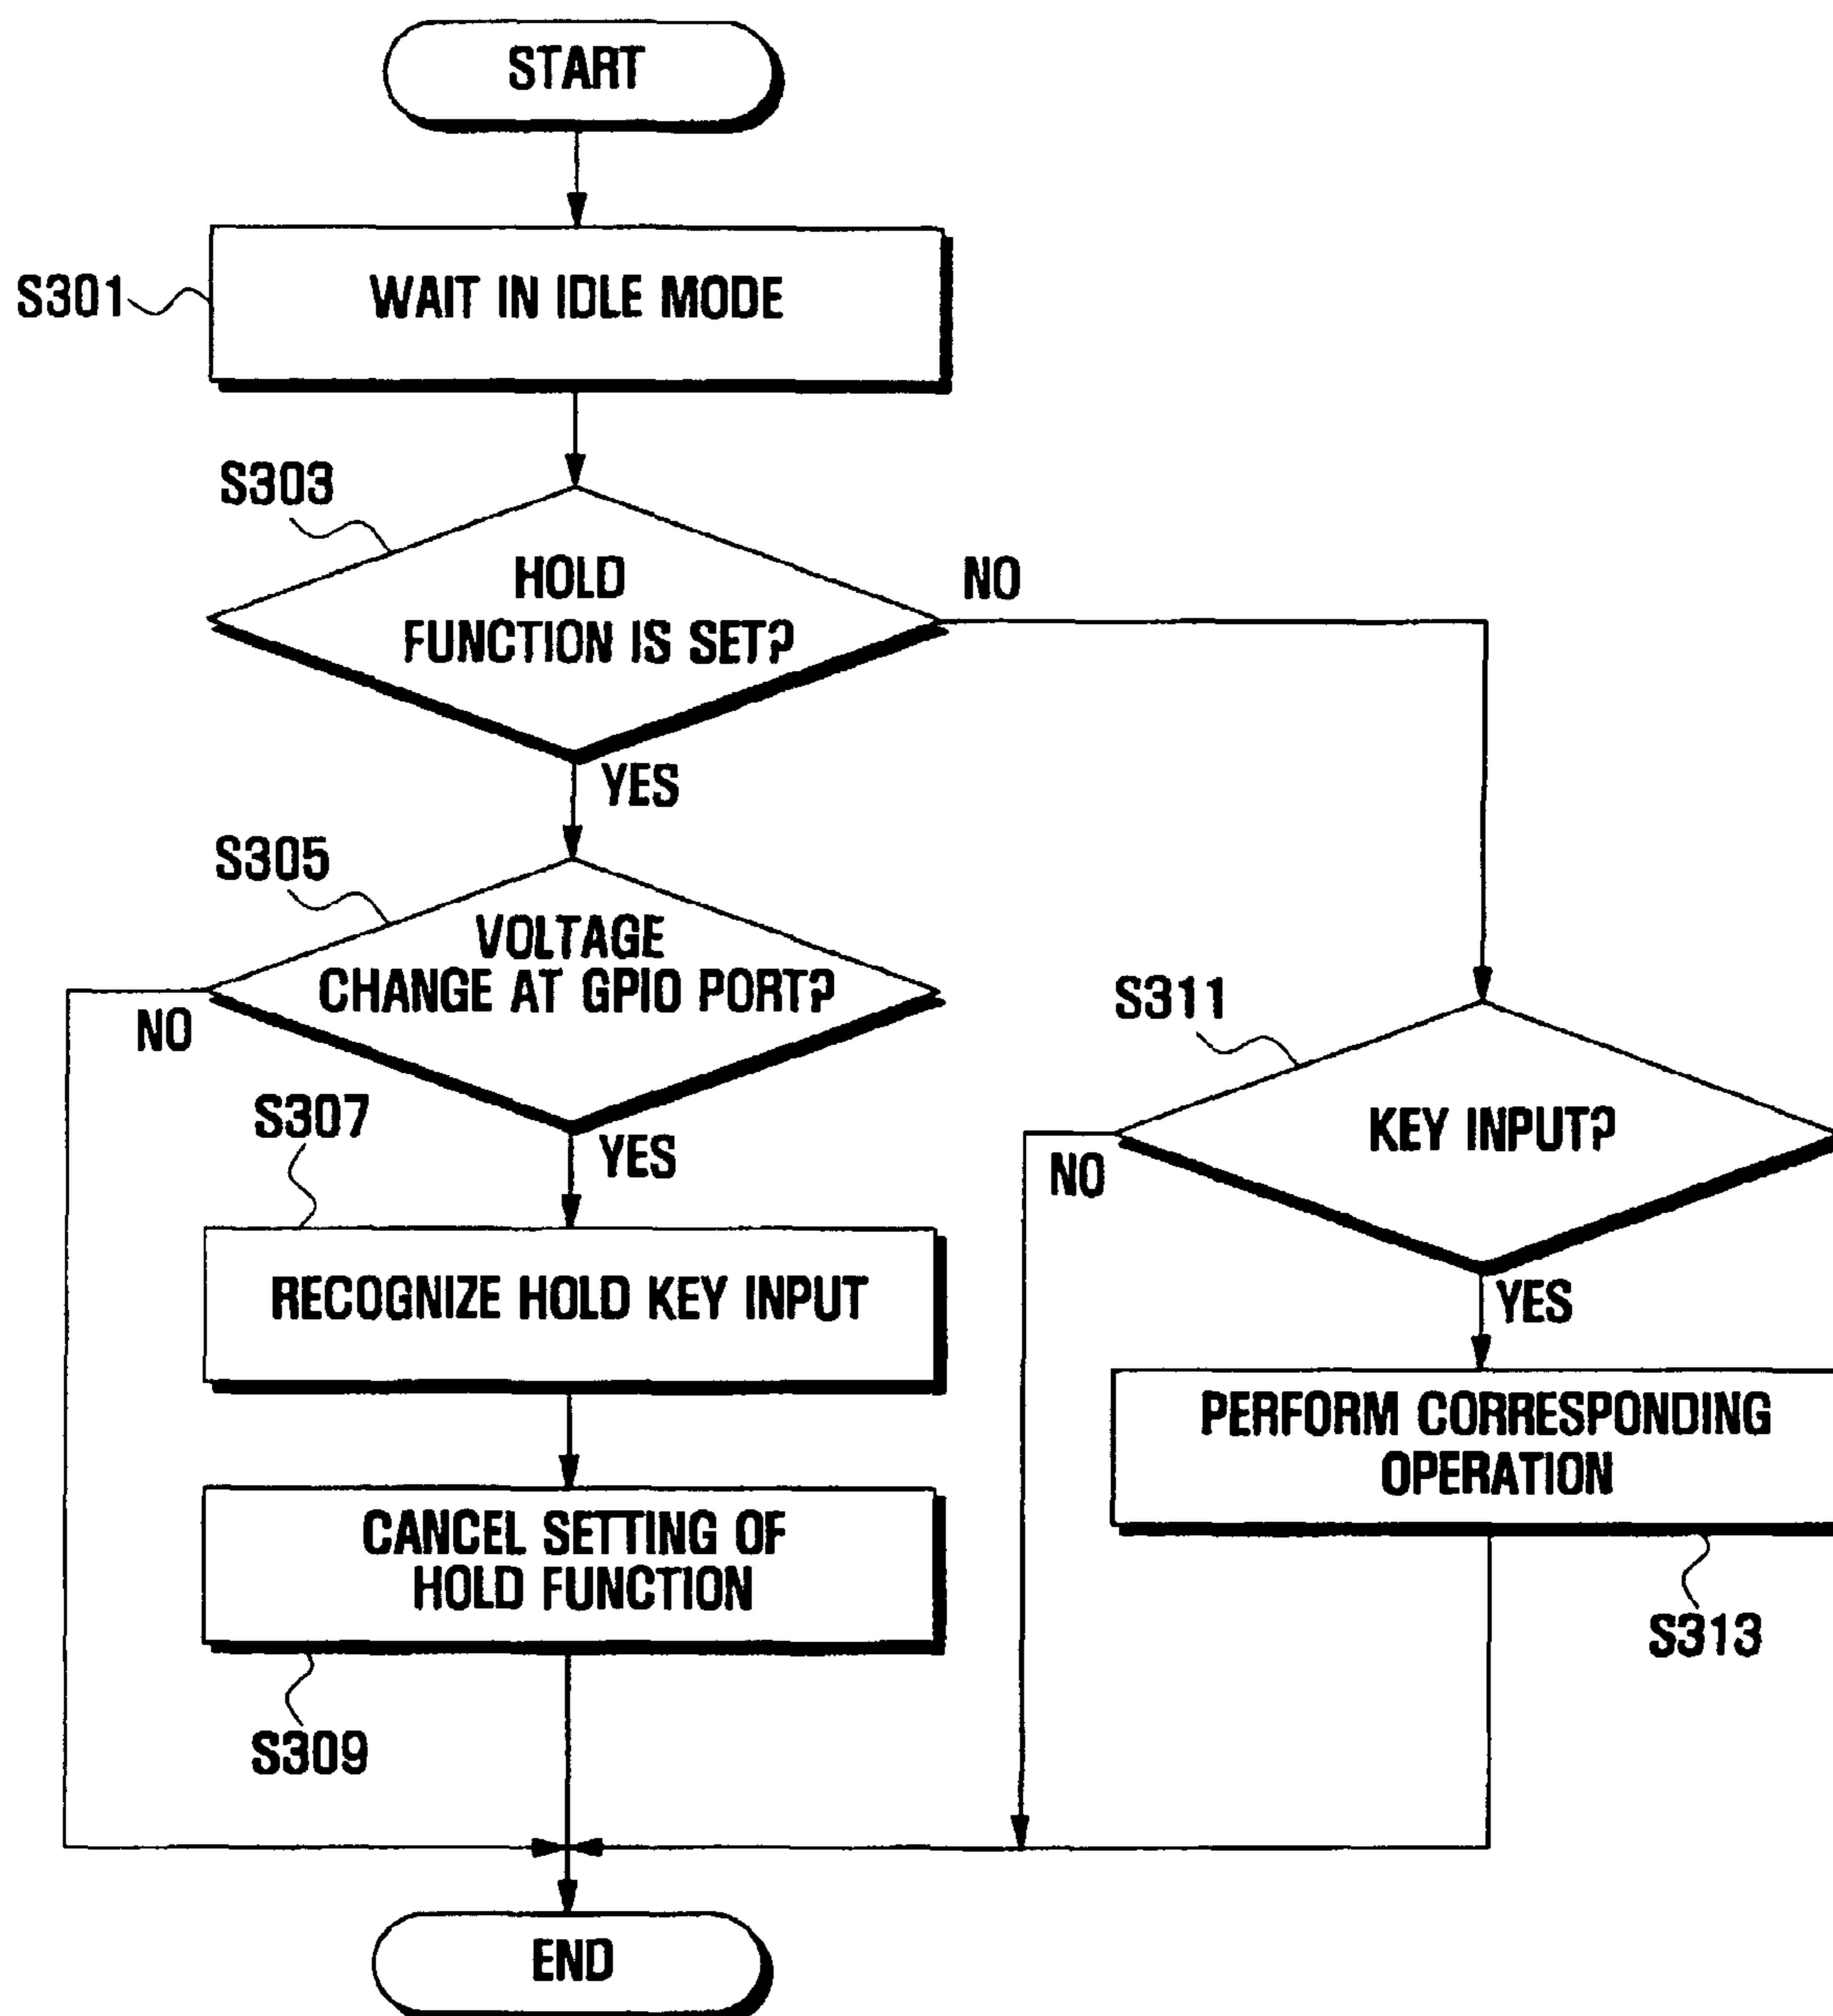 START
S301
WAIT IN IDLE MODE
S303
HOLD
FUNCTION IS SET?
NO
YES
S305
VOLTAGE
CHANGE AT GPIO PORT?
NO
YES
S307
RECOGNIZE HOLD KEY INPUT
CANCEL SETTING OF
HOLD FUNCTION
S309
S311
KEY INPUT?
NO
YES
PERFORM CORRESPONDING
OPERATION
S313
END